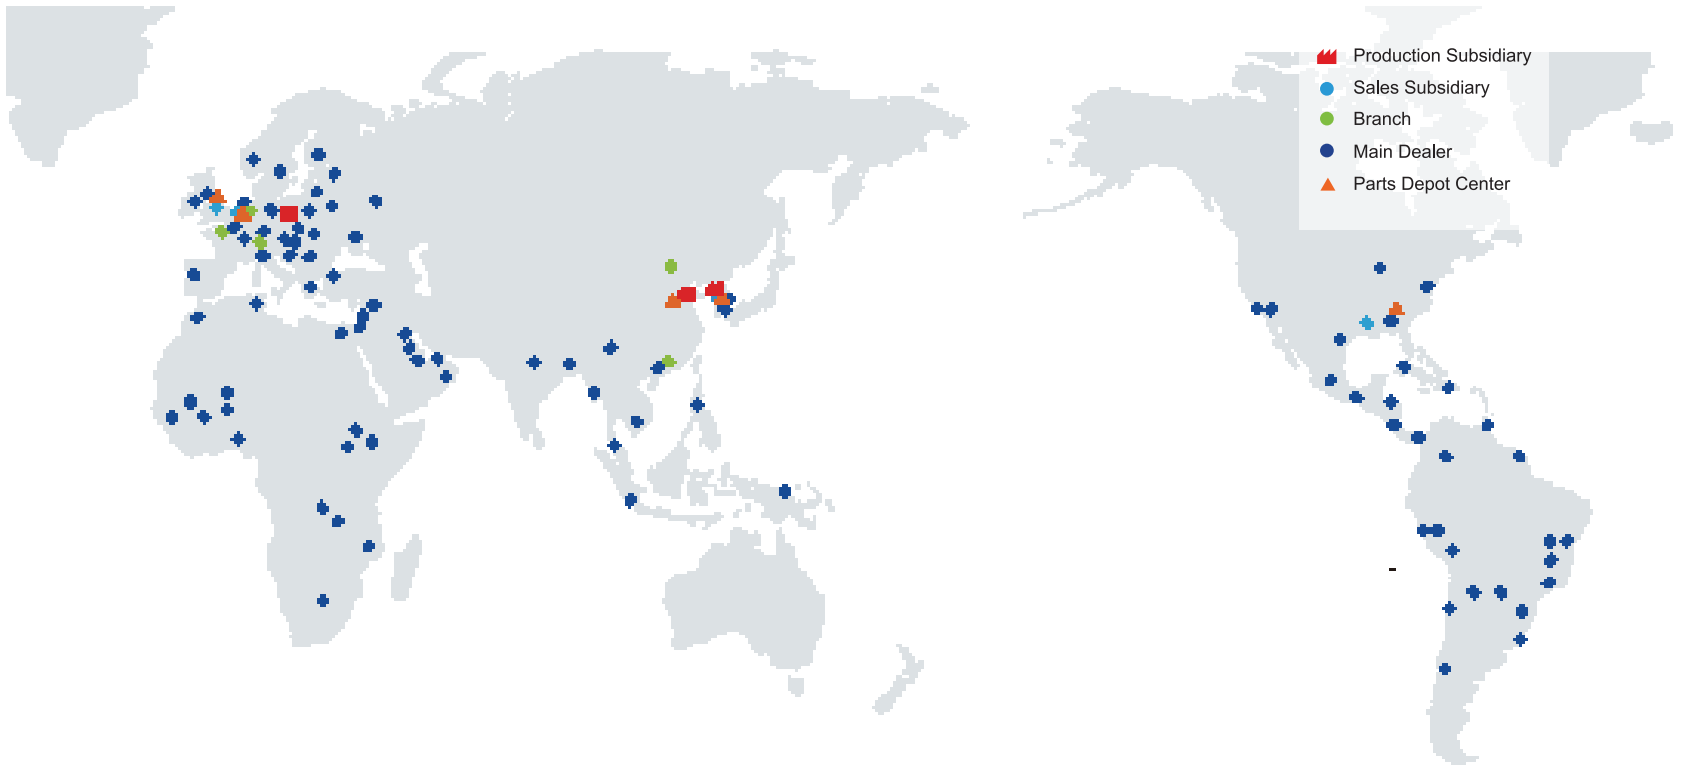 Production Subsidiary
Sales Subsidiary
Branch
Main Dealer
Parts Depot Center